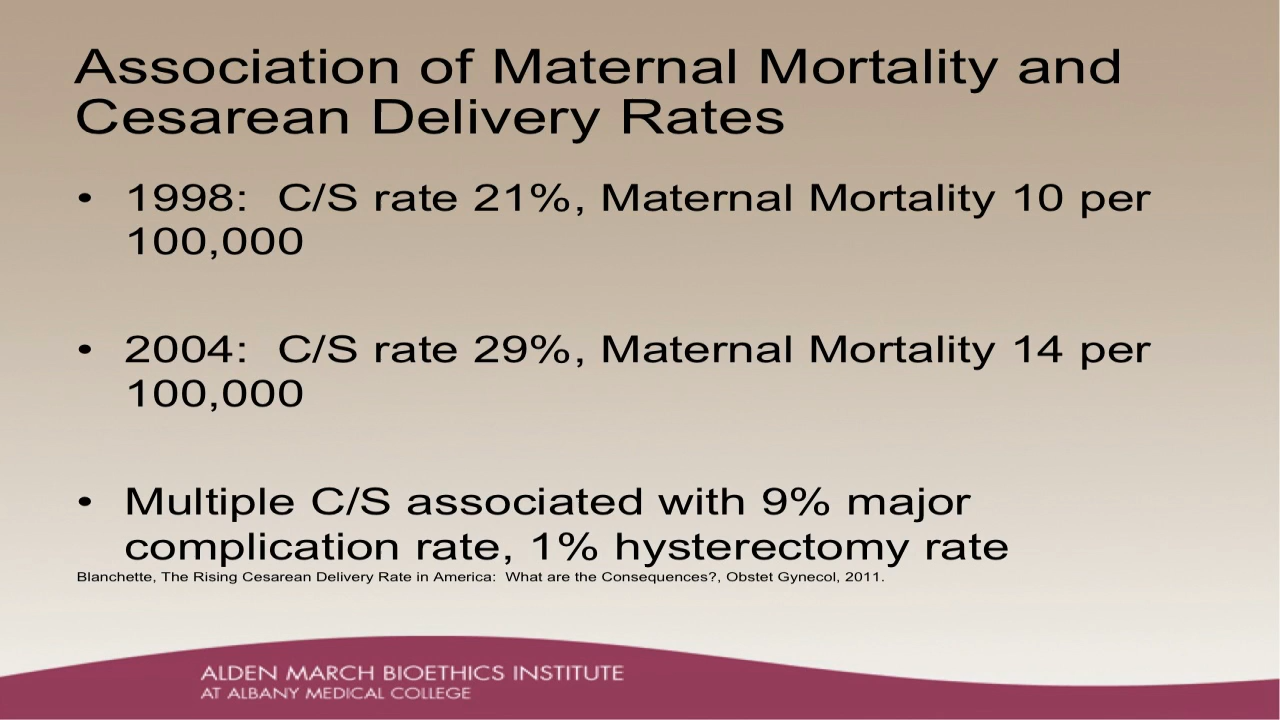 Association of Maternal Mortality and
Cesarean Delivery Rates
• 1998:  C/S rate 21%, Maternal Mortality 10 per
100,000
• 2004:  C/S rate 29%, Maternal Mortality 14 per
100,000
• Multiple C/S associated with 9% major
complication rate, 1% hysterectomy rate
Blanchette, The Rising Cesarean Delivery Rate in America:  What are the Consequences?, Obstet Gynecol, 2011.
ALDEN MARCH BIOETHICS INSTITUTE
AT ALBANY MEDICAL COLLEGE